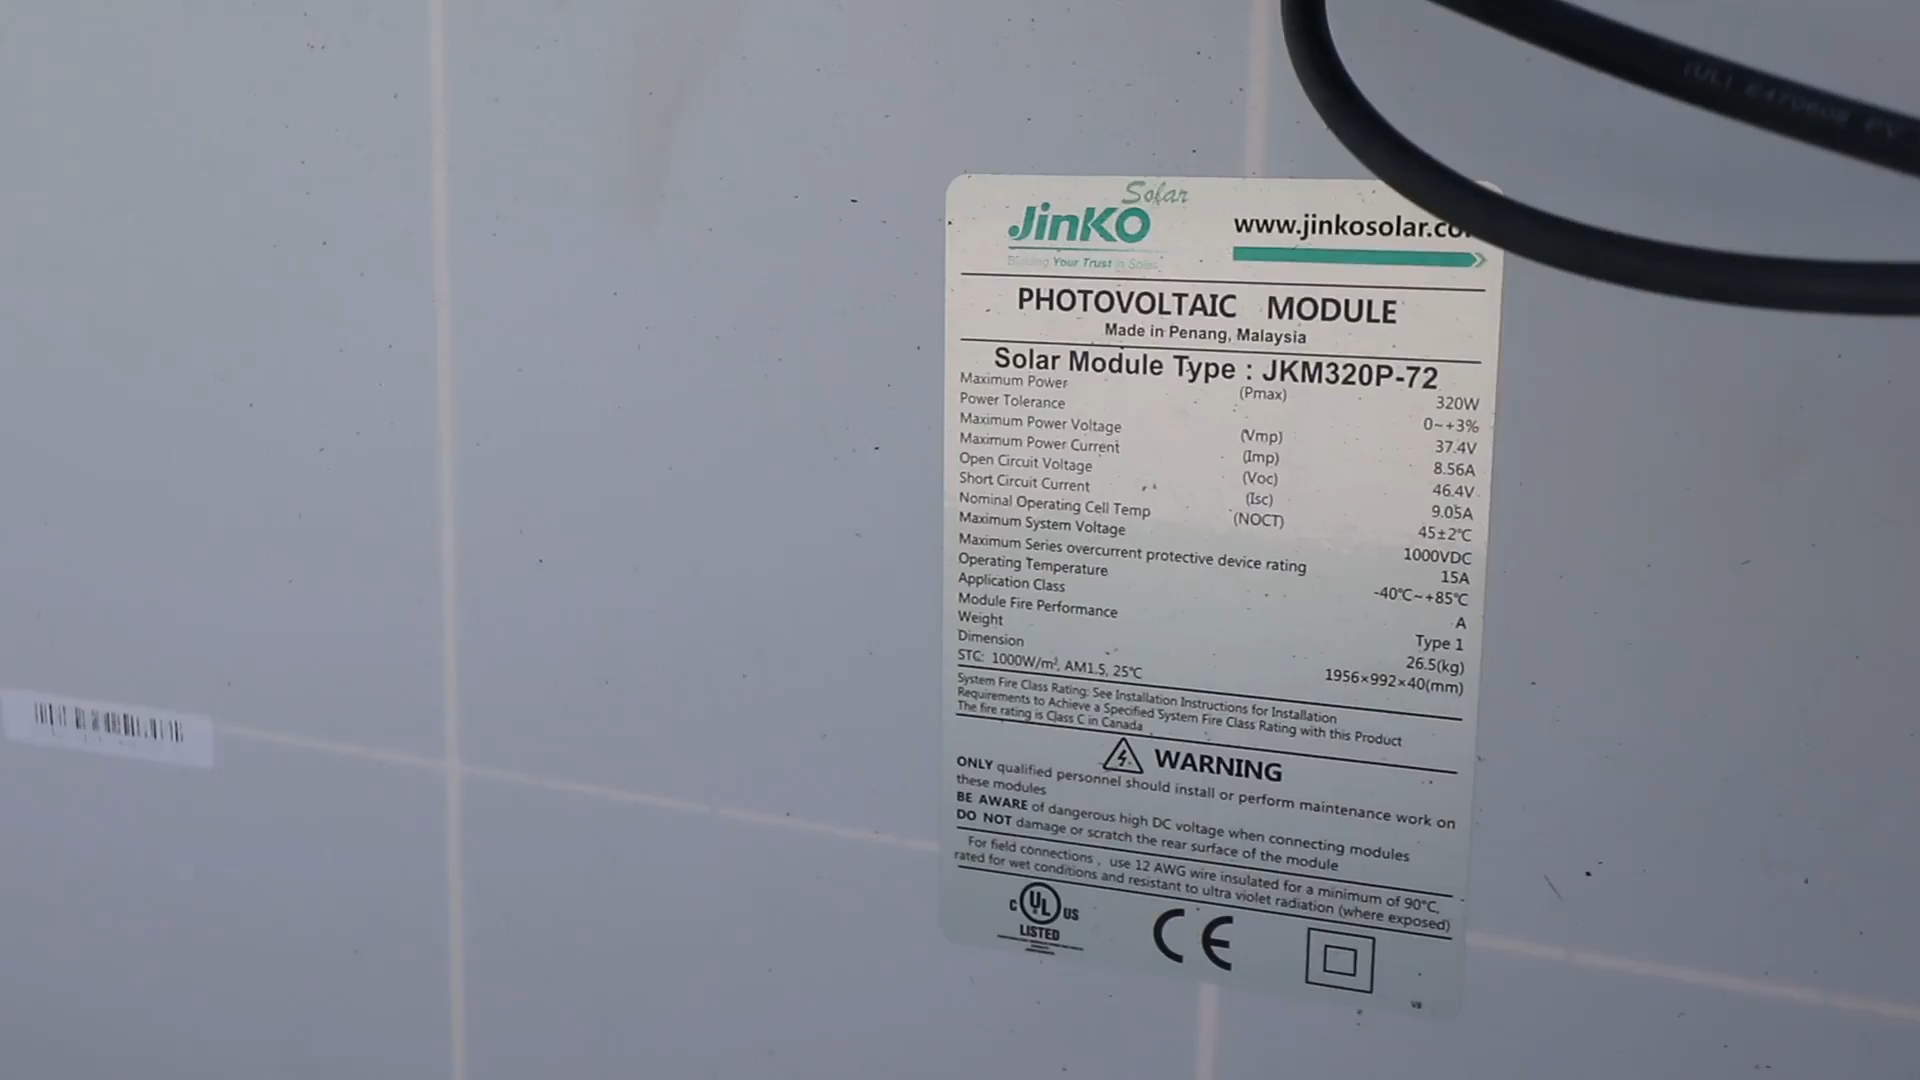 (UL) E470608 PV
Solar
JinKO
Building Your Trust in Solar
www.jinkosolar.co
PHOTOVOLTAIC MODULE
Made in Penang, Malaysia
Solar Module Type : JKM320P-72
Maximum Power (Pmax) 320W
Power Tolerance 0~+3%
Maximum Power Voltage (Vmp) 37.4V
Maximum Power Current (Imp) 8.56A
Open Circuit Voltage (Voc) 46.4V
Short Circuit Current (Isc) 9.05A
Nominal Operating Cell Temp (NOCT) 45±2℃
Maximum System Voltage 1000VDC
Maximum Series overcurrent protective device rating 15A
Operating Temperature -40℃~+85℃
Application Class A
Module Fire Performance Type 1
Weight 26.5(kg)
Dimension 1956×992×40(mm)
STC: 1000W/m², AM1.5, 25℃
System Fire Class Rating: See Installation Instructions for Installation
Requirements to Achieve a Specified System Fire Class Rating with this Product
The fire rating is Class C in Canada
WARNING
ONLY qualified personnel should install or perform maintenance work on
these modules
BE AWARE of dangerous high DC voltage when connecting modules
DO NOT damage or scratch the rear surface of the module
For field connections , use 12 AWG wire insulated for a minimum of 90℃,
rated for wet conditions and resistant to ultra violet radiation (where exposed)
C UL US
LISTED
CE
V8